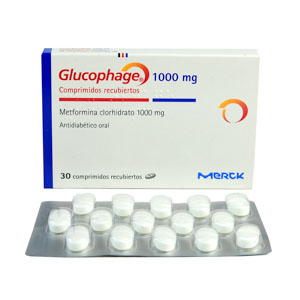 Glucophage® 1000 mg
Comprimidos recubiertos
Metformina clorhidrato 1000 mg
Antidiabético oral
30 comprimidos recubiertos
MERCK